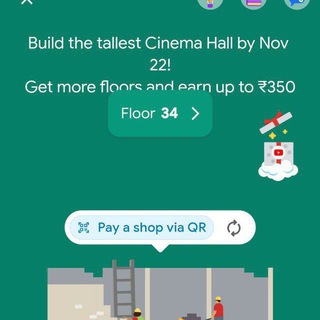 Build the tallest Cinema Hall by Nov
22!
Get more floors and earn up to ₹350
Floor 34
Pay a shop via QR